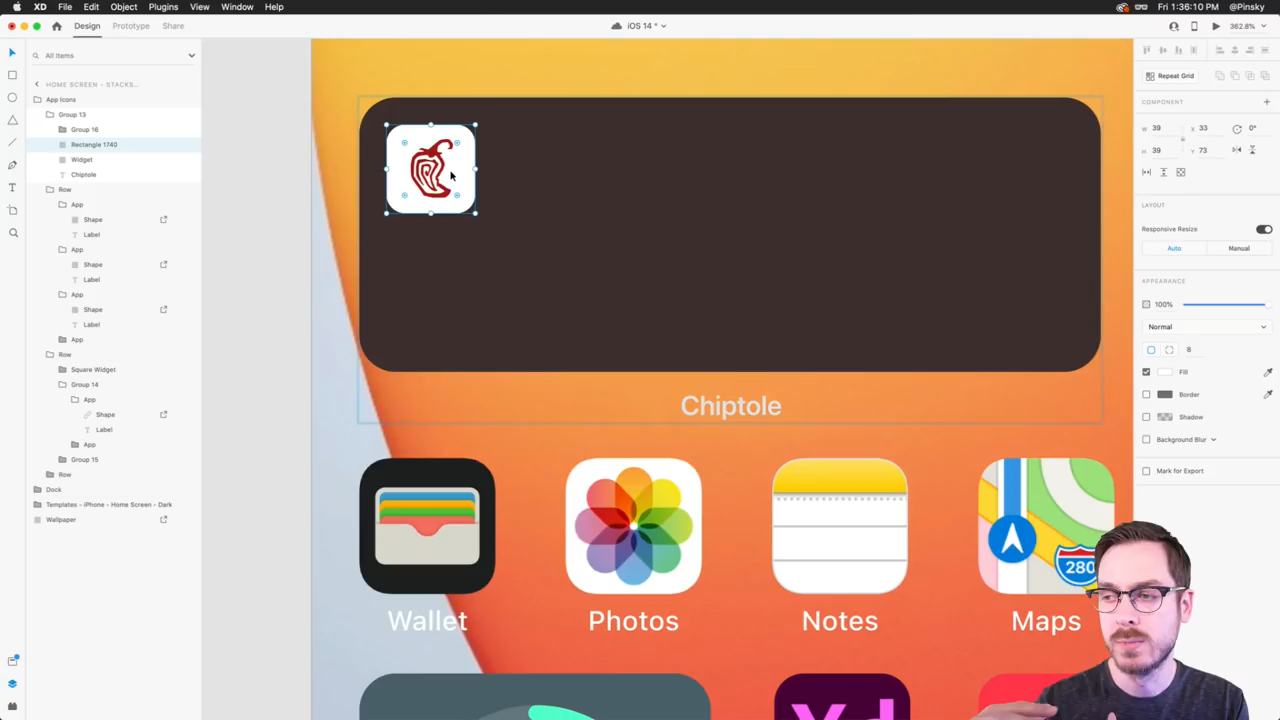 XD File Edit Object Plugins View Window Help
Fri 1:36:10 PM @Pinsky
Design Prototype Share
iOS 14 *
362.8%
All Items
HOME SCREEN - STACKS...
App Icons
Group 13
Group 16
Rectangle 1740
Widget
Chiptole
Row
App
Shape
Label
App
Shape
Label
App
Shape
Label
App
Row
Square Widget
Group 14
App
Shape
Label
App
Group 15
Row
Dock
Templates - iPhone - Home Screen - Dark
Wallpaper
Chiptole
Wallet
Photos
Notes
280
Maps
Xd
Repeat Grid
COMPONENT
W 39 X 33 0°
H 39 Y 73
LAYOUT
Responsive Resize
Auto Manual
APPEARANCE
100%
Normal
8
Fill
Border
Shadow
Background Blur
Mark for Export